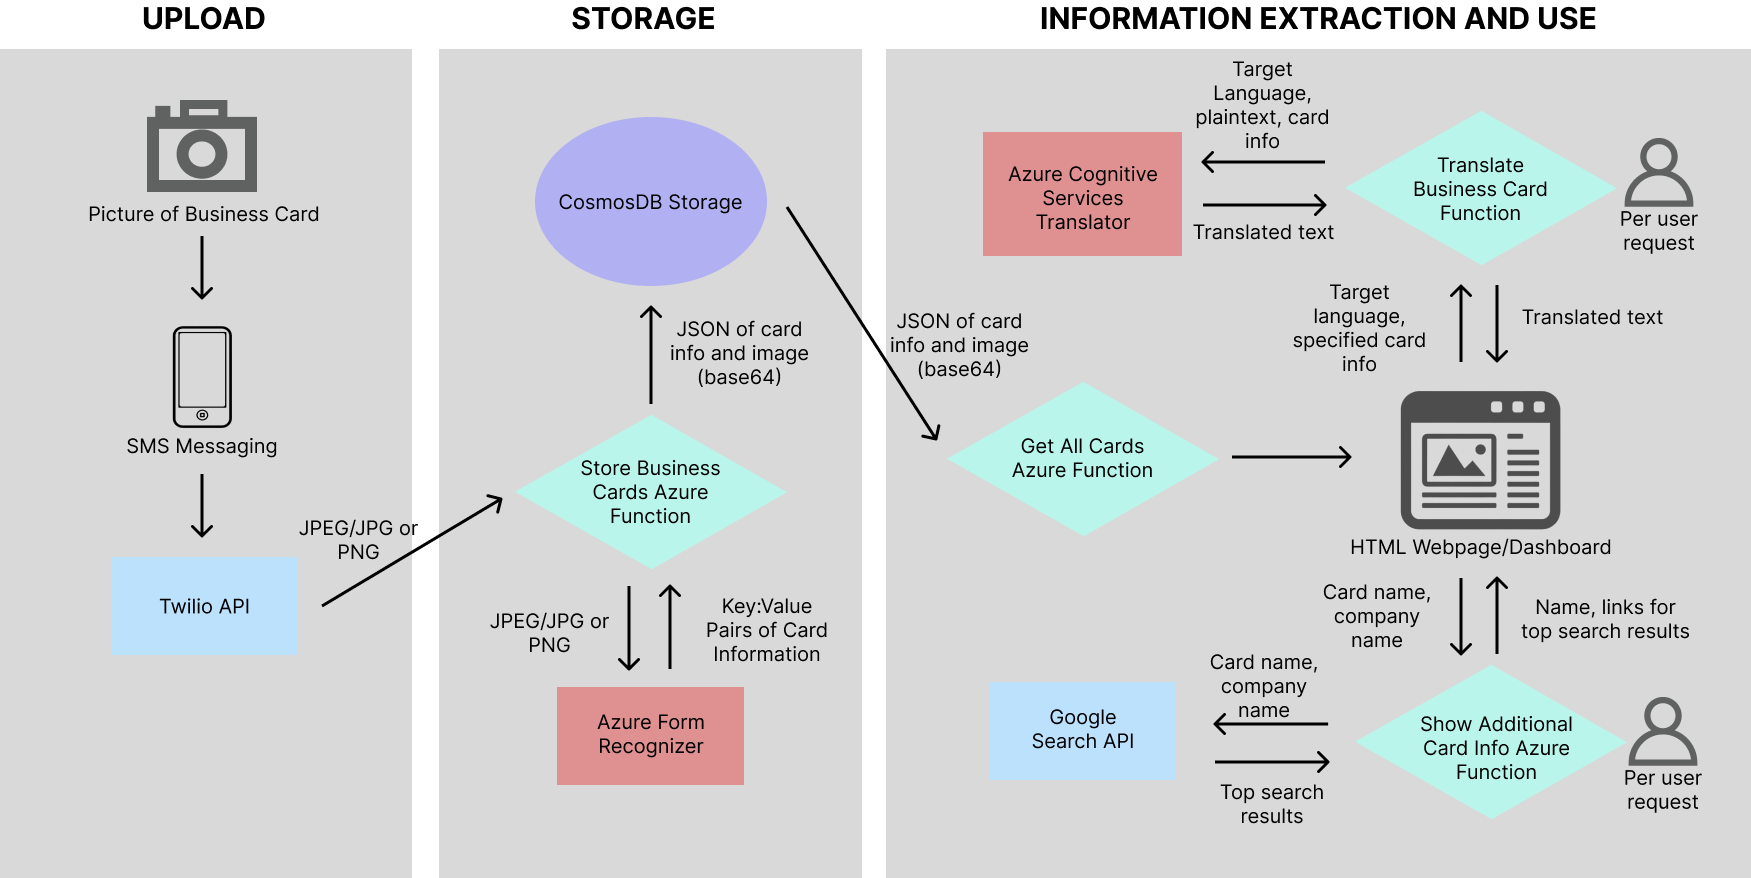 UPLOAD
STORAGE
INFORMATION EXTRACTION AND USE
Picture of Business Card
SMS Messaging
Twilio API
JPEG/JPG or
PNG
CosmosDB Storage
JSON of card
info and image
(base64)
Store Business
Cards Azure
Function
JPEG/JPG or
PNG
Key:Value
Pairs of Card
Information
Azure Form
Recognizer
JSON of card
info and image
(base64)
Get All Cards
Azure Function
Target
Language,
plaintext, card
info
Azure Cognitive
Services
Translator
Translated text
Translate
Business Card
Function
Per user
request
Target
language,
specified card
info
Translated text
HTML Webpage/Dashboard
Card name,
company
name
Name, links for
top search results
Card name,
company
name
Google
Search API
Top search
results
Show Additional
Card Info Azure
Function
Per user
request